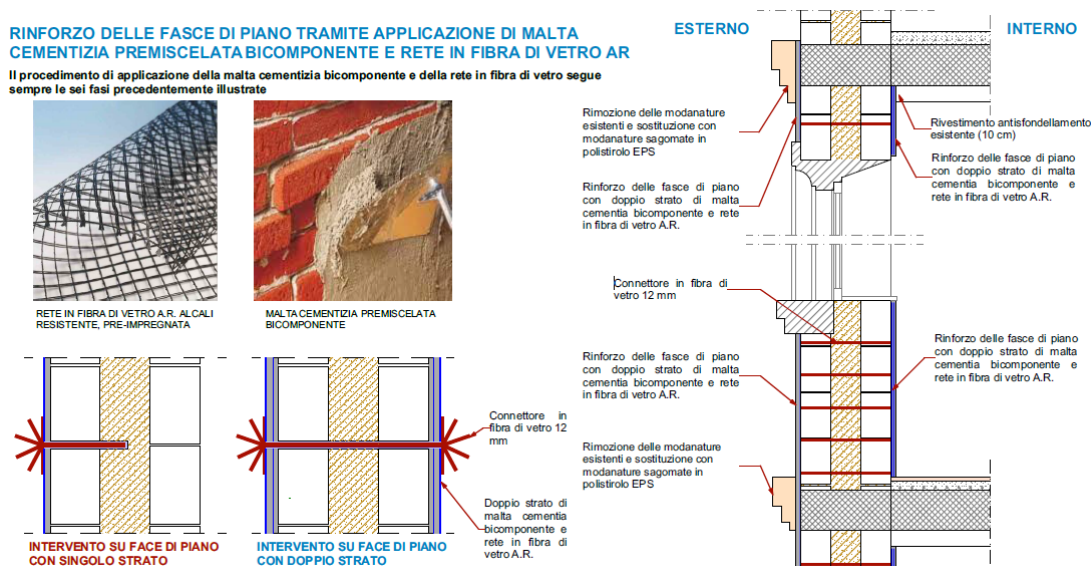 RINFORZO DELLE FASCE DI PIANO TRAMITE APPLICAZIONE DI MALTA
CEMENTIZIA PREMISCELATA BICOMPONENTE E RETE IN FIBRA DI VETRO AR
Il procedimento di applicazione della malta cementizia bicomponente e della rete in fibra di vetro segue
sempre le sei fasi precedentemente illustrate
RETE IN FIBRA DI VETRO A.R. ALCALI
RESISTENTE, PRE-IMPREGNATA
MALTA CEMENTIZIA PREMISCELATA
BICOMPONENTE
Connettore in
fibra di vetro 12
mm
Doppio strato di
malta cementia
bicomponente e
rete in fibra di
vetro A.R.
INTERVENTO SU FACE DI PIANO
CON SINGOLO STRATO
INTERVENTO SU FACE DI PIANO
CON DOPPIO STRATO
ESTERNO
INTERNO
Rimozione delle modanature
esistenti e sostituzione con
modanature sagomate in
polistirolo EPS
Rinforzo delle fasce di piano
con doppio strato di malta
cementia bicomponente e rete
in fibra di vetro A.R.
Rivestimento antisfondellamento
esistente (10 cm)
Rinforzo delle fasce di piano
con doppio strato di malta
cementia bicomponente e
rete in fibra di vetro A.R.
Connettore in fibra di
vetro 12 mm
Rinforzo delle fasce di piano
con doppio strato di malta
cementia bicomponente e rete
in fibra di vetro A.R.
Rinforzo delle fasce di piano
con doppio strato di malta
cementia bicomponente e
rete in fibra di vetro A.R.
Rimozione delle modanature
esistenti e sostituzione con
modanature sagomate in
polistirolo EPS